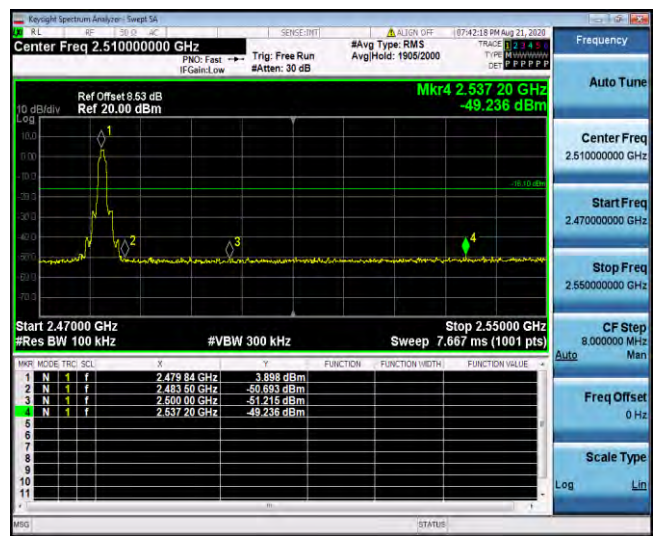 Keysight Spectrum Analyzer - Swept SA
RL RF 50 Ω AC SENSE:INT ALIGN OFF 07:42:18 PM Aug 21, 2020
Center Freq 2.510000000 GHz
PNO: Fast
IFGain:Low
Trig: Free Run
#Atten: 30 dB
#Avg Type: RMS
Avg|Hold: 1905/2000
TRACE 1 2 3 4 5 6
TYPE MWWWWW
DET P P P P P P
Frequency
Auto Tune
Center Freq
2.510000000 GHz
Start Freq
2.470000000 GHz
Stop Freq
2.550000000 GHz
CF Step
8.000000 MHz
Auto Man
Freq Offset
0 Hz
Scale Type
Log Lin
Mkr4 2.537 20 GHz
-49.236 dBm
Ref Offset 8.53 dB
10 dB/div Ref 20.00 dBm
Log
10.0
0.00
-10.0
-20.0
-30.0
-40.0
-50.0
-60.0
-70.0
1
2
3
4
-16.10 dBm
Start 2.47000 GHz Stop 2.55000 GHz
#Res BW 100 kHz #VBW 300 kHz Sweep 7.667 ms (1001 pts)
MKR MODE TRC SCL X Y FUNCTION FUNCTION WIDTH FUNCTION VALUE
1 N 1 f 2.479 84 GHz 3.898 dBm
2 N 1 f 2.483 50 GHz -50.693 dBm
3 N 1 f 2.500 00 GHz -51.215 dBm
4 N 1 f 2.537 20 GHz -49.236 dBm
5
6
7
8
9
10
11
MSG STATUS